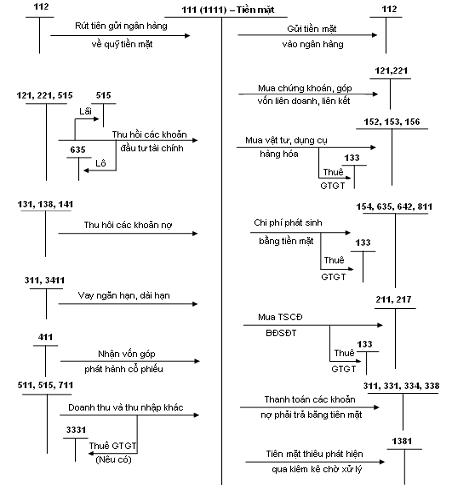 112
111 (1111) – Tiền mặt
112
Rút tiền gửi ngân hàng
về quỹ tiền mặt
Gửi tiền mặt
vào ngân hàng
121, 221, 515
515
Lãi
Thu hồi các khoản
đầu tư tài chính
635
Lỗ
121,221
Mua chứng khoán, góp
vốn liên doanh, liên kết
152, 153, 156
Mua vật tư, dụng cụ
hàng hóa
133
Thuế
GTGT
131, 138, 141
Thu hồi các khoản nợ
154, 635, 642, 811
Chi phí phát sinh
bằng tiền mặt
133
Thuế
GTGT
311, 3411
Vay ngắn hạn, dài hạn
211, 217
Mua TSCĐ
BĐSĐT
133
Thuế
GTGT
411
Nhận vốn góp
phát hành cổ phiếu
511, 515, 711
Doanh thu và thu nhập khác
3331
Thuế GTGT
(Nếu có)
311, 331, 334, 338
Thanh toán các khoản
nợ phải trả bằng tiền mặt
1381
Tiền mặt thiếu phát hiện
qua kiểm kê chờ xử lý